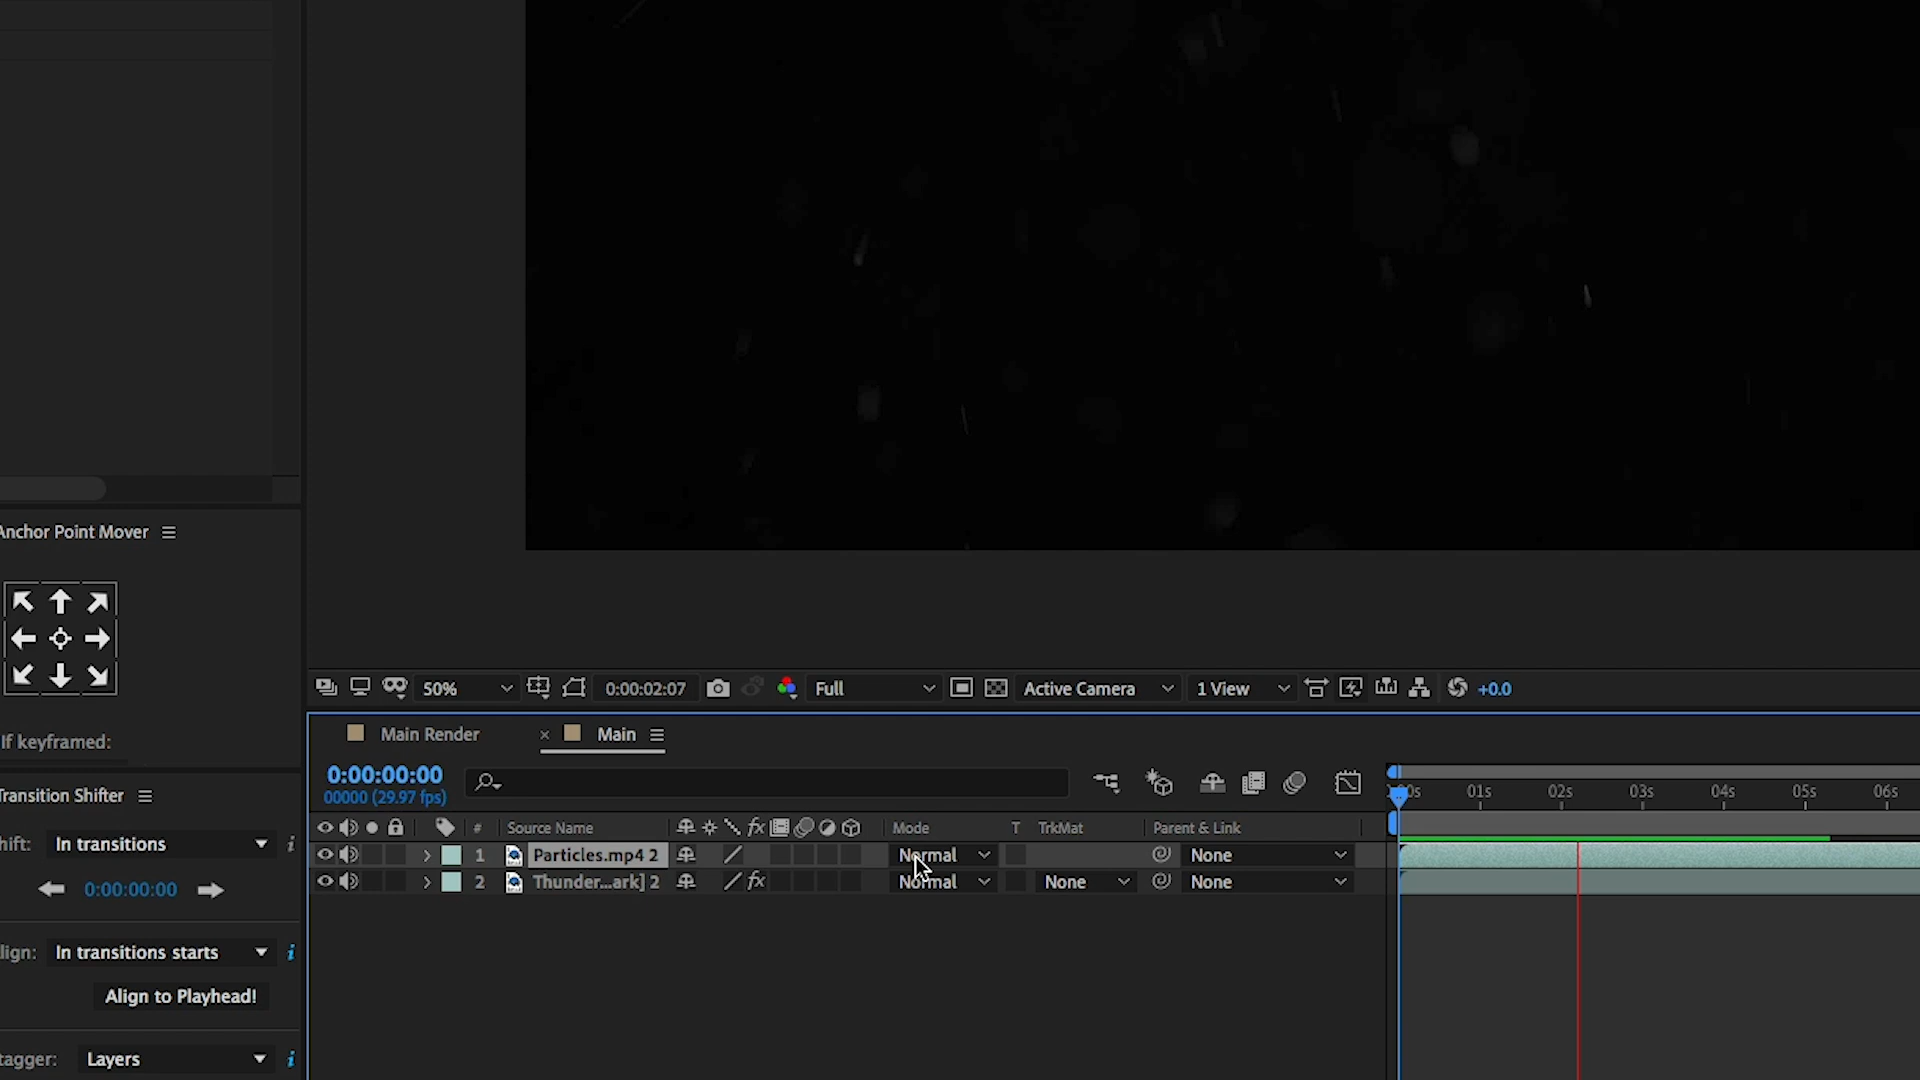 Anchor Point Mover
If keyframed:
Transition Shifter
hift: In transitions
0:00:00:00
lign: In transitions starts
Align to Playhead!
tagger: Layers
50%
0:00:02:07
Full
Active Camera
1 View
+0.0
Main Render
Main
0:00:00:00
00000 (29.97 fps)
00s 01s 02s 03s 04s 05s 06s
# Source Name fx Mode T TrkMat Parent & Link
1 Particles.mp4 2 Normal None
2 Thunder...ark] 2 fx Normal None None